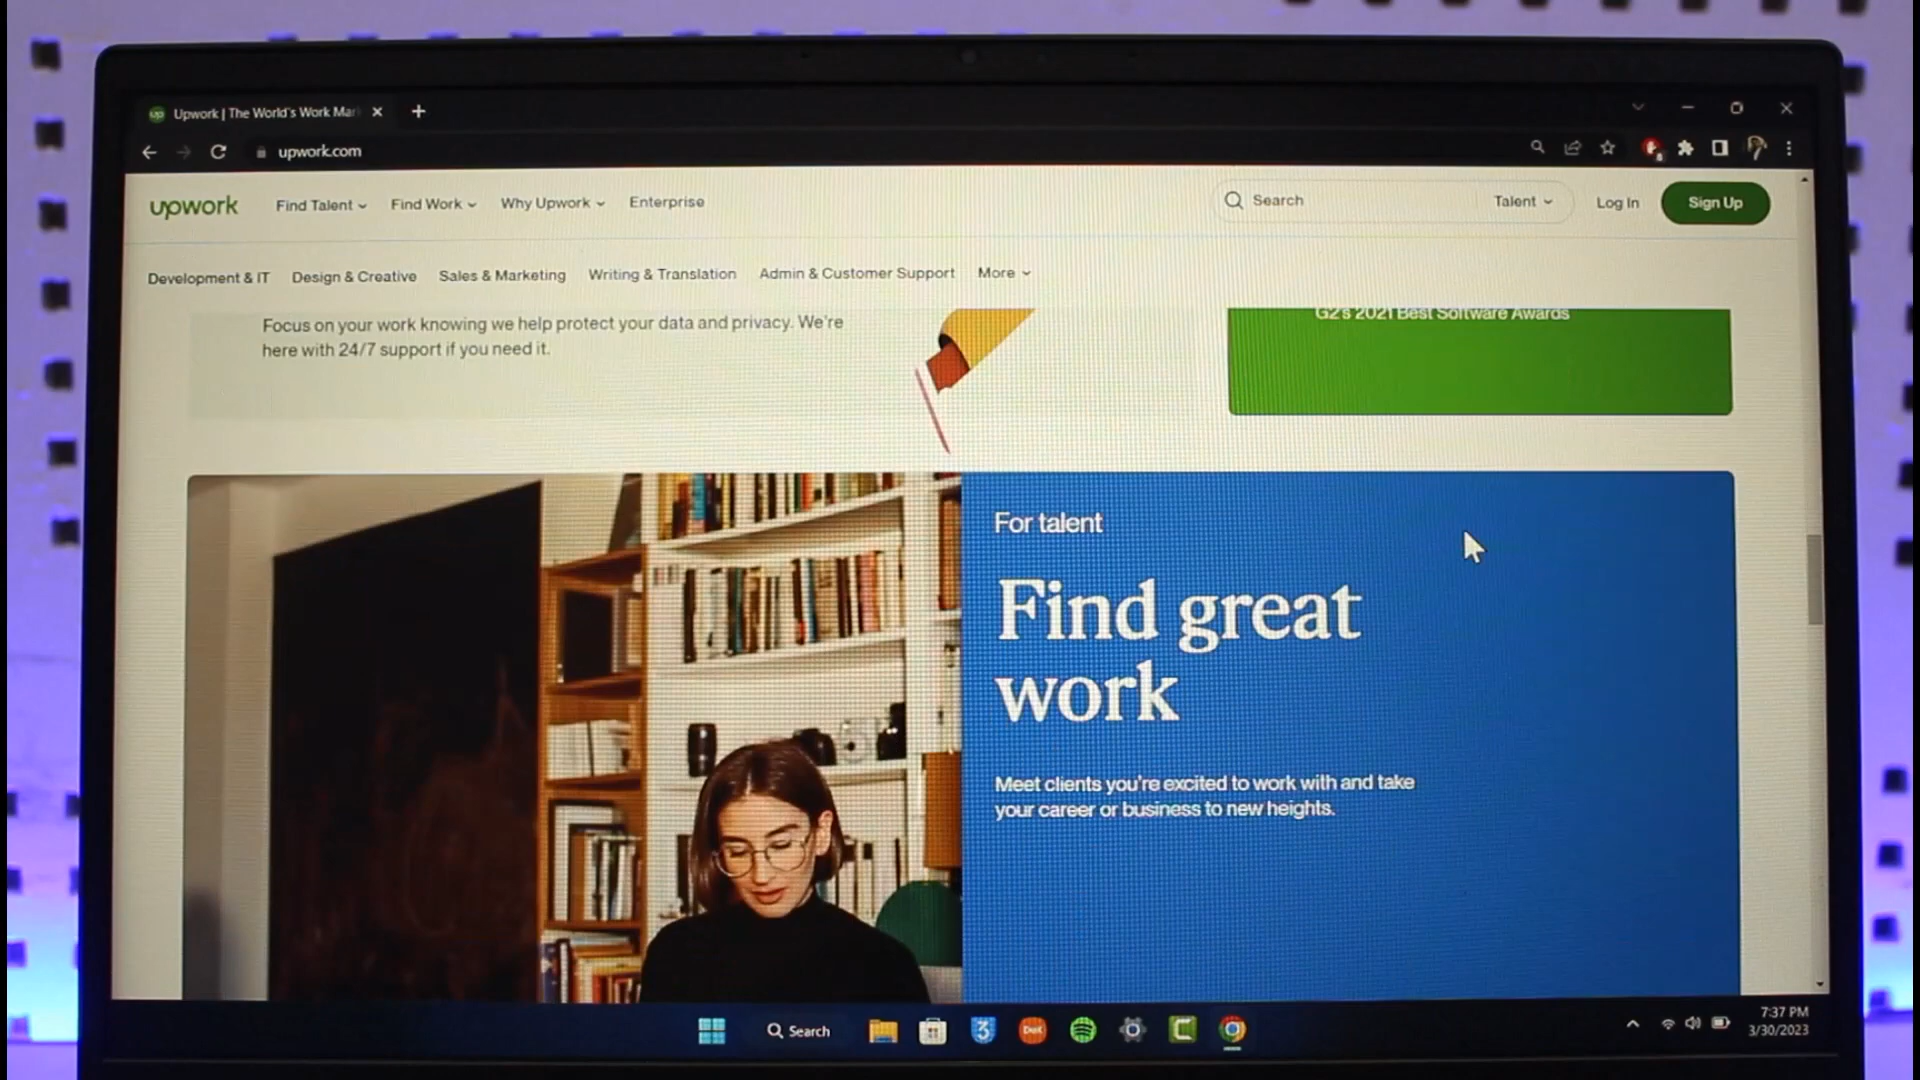 Upwork | The World's Work Mar
upwork.com
upwork
Find Talent
Find Work
Why Upwork
Enterprise
Search
Talent
Log In
Sign Up
Development & IT
Design & Creative
Sales & Marketing
Writing & Translation
Admin & Customer Support
More
Focus on your work knowing we help protect your data and privacy. We're
here with 24/7 support if you need it.
G2's 2021 Best Software Awards
For talent
Find great
work
Meet clients you're excited to work with and take
your career or business to new heights.
Search
7:37 PM
3/30/2023